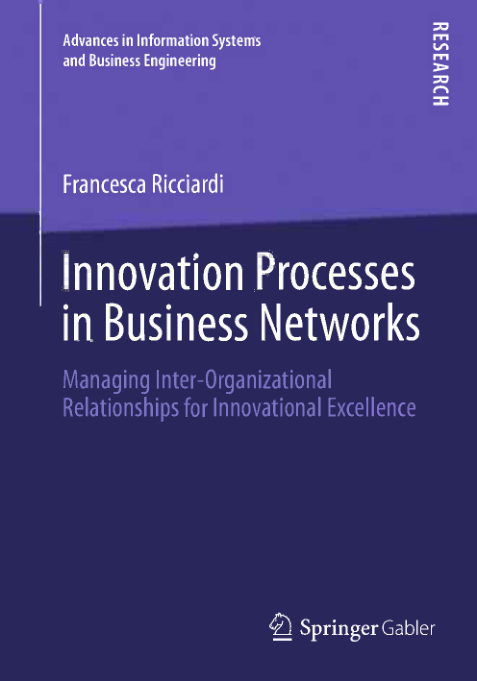 Advances in Information Systems
and Business Engineering
RESEARCH
Francesca Ricciardi
Innovation Processes
in Business Networks
Managing Inter-Organizational
Relationships for Innovational Excellence
Springer Gabler